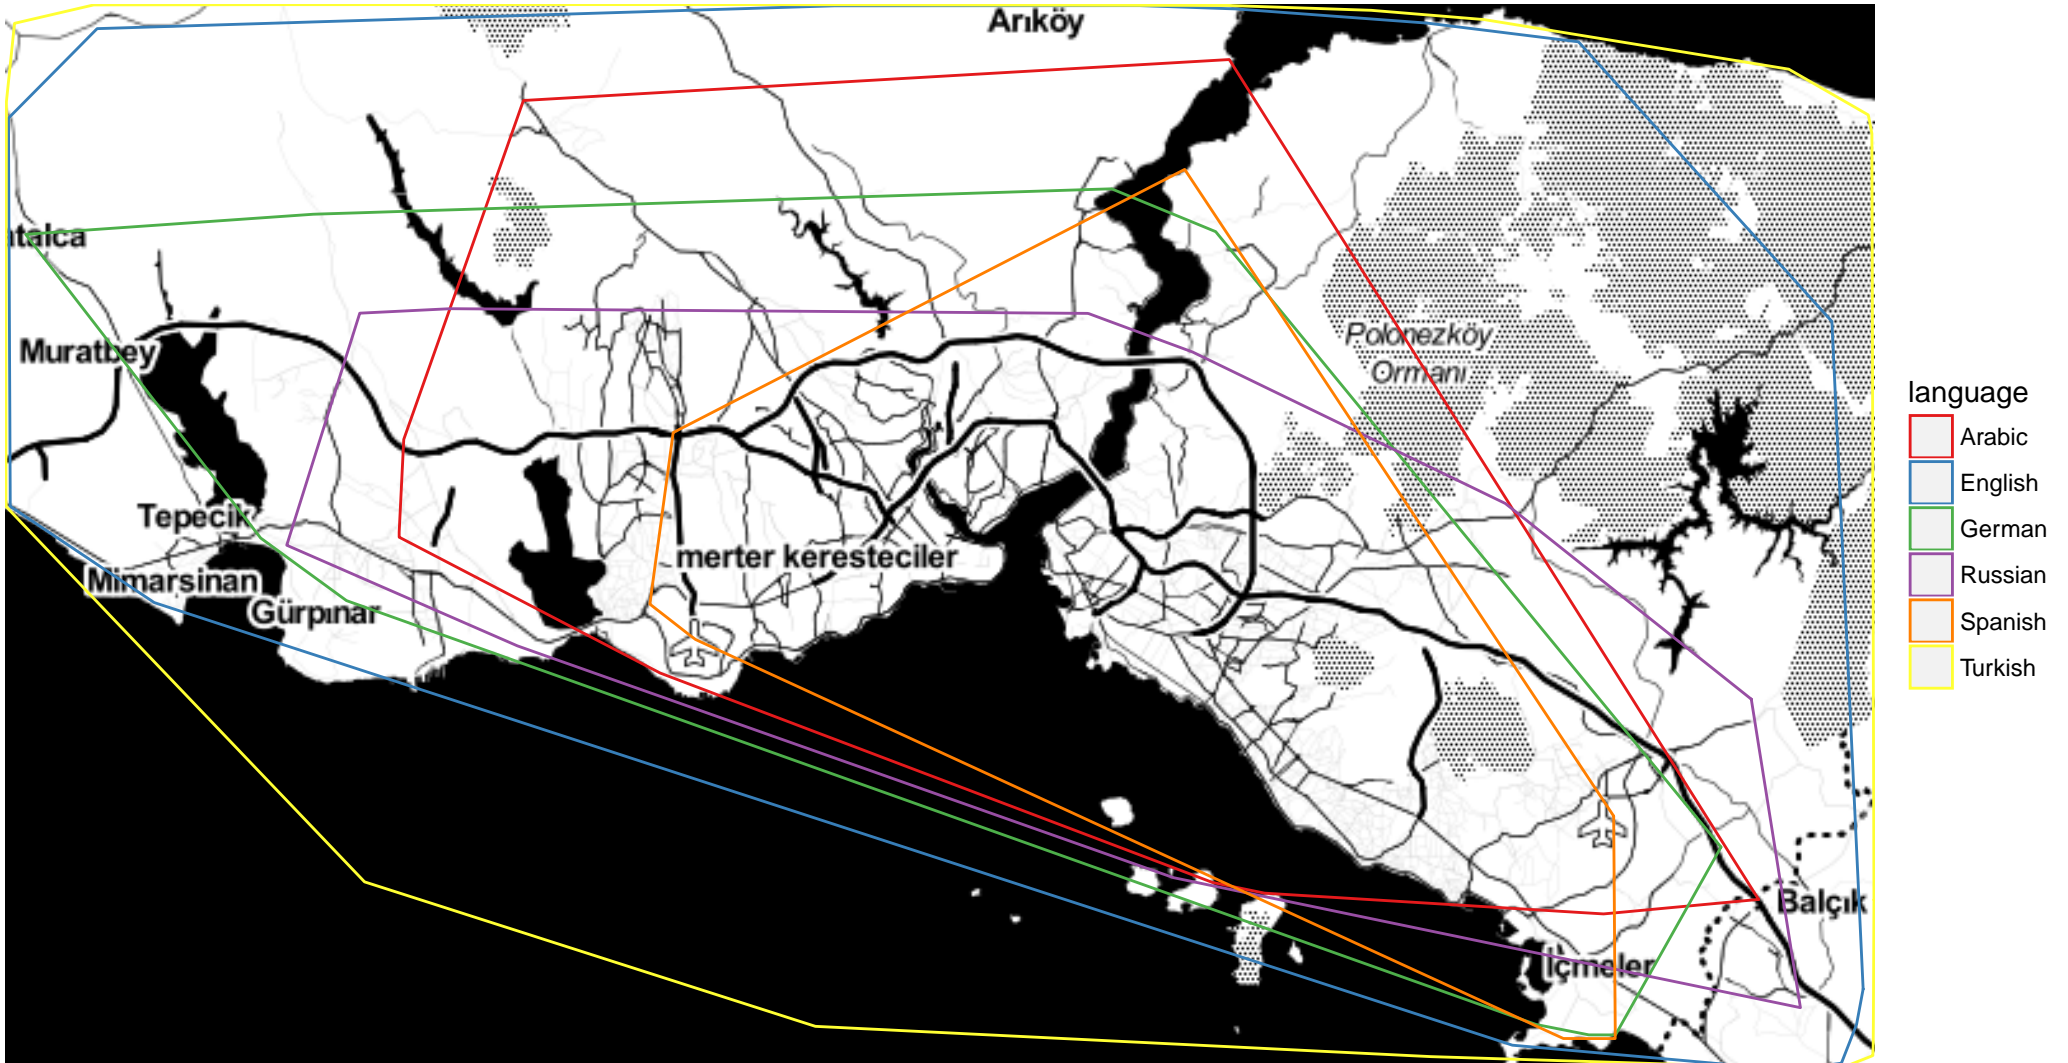 Arıköy
Polonezköy
Ormanı
Muratbey
Tepecik
merter keresteciler
Mimarsinan
Gürpınar
Balçık
İçmeler
language
Arabic
English
German
Russian
Spanish
Turkish